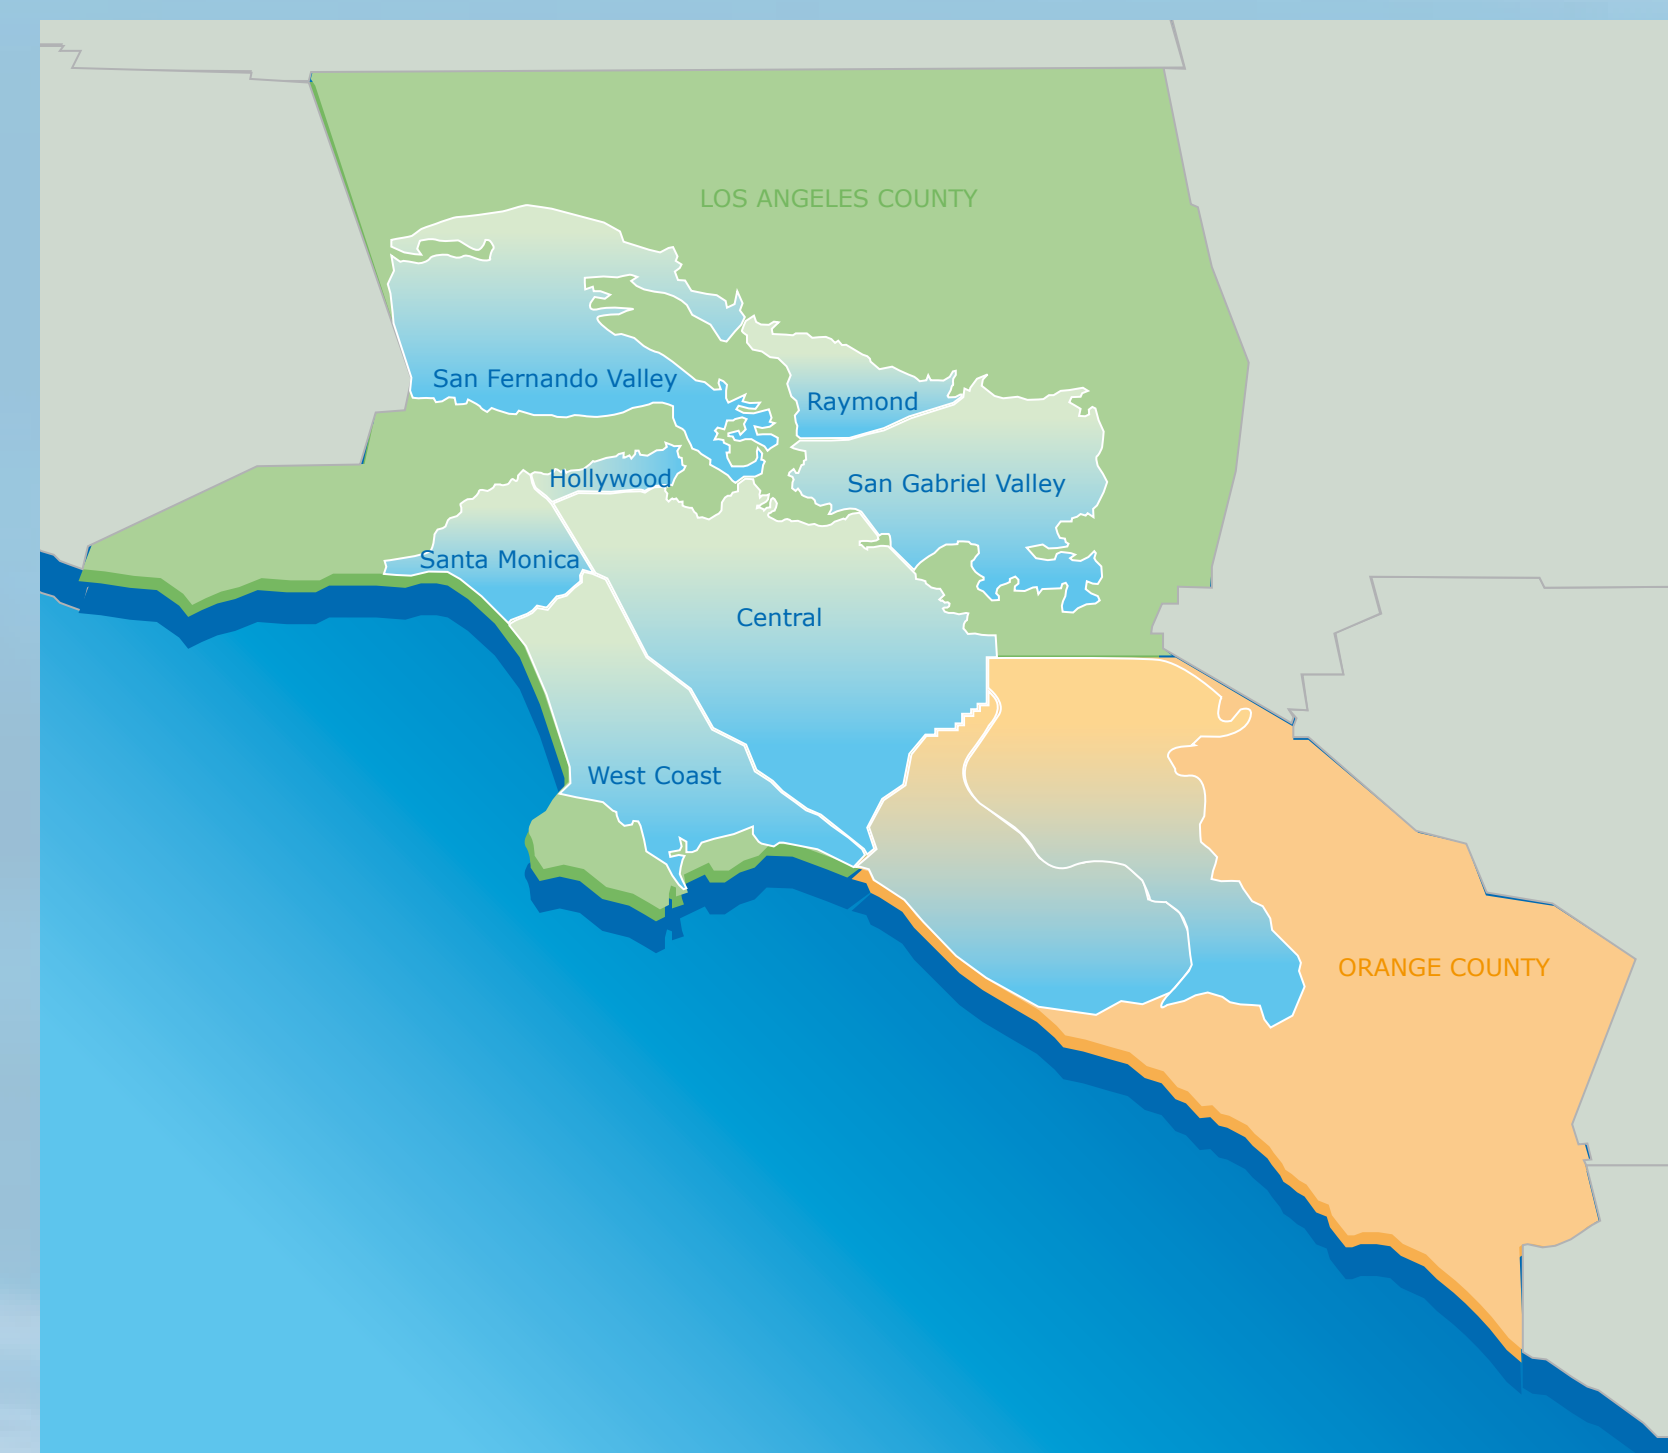 LOS ANGELES COUNTY
San Fernando Valley
Raymond
Hollywood
San Gabriel Valley
Santa Monica
Central
West Coast
ORANGE COUNTY